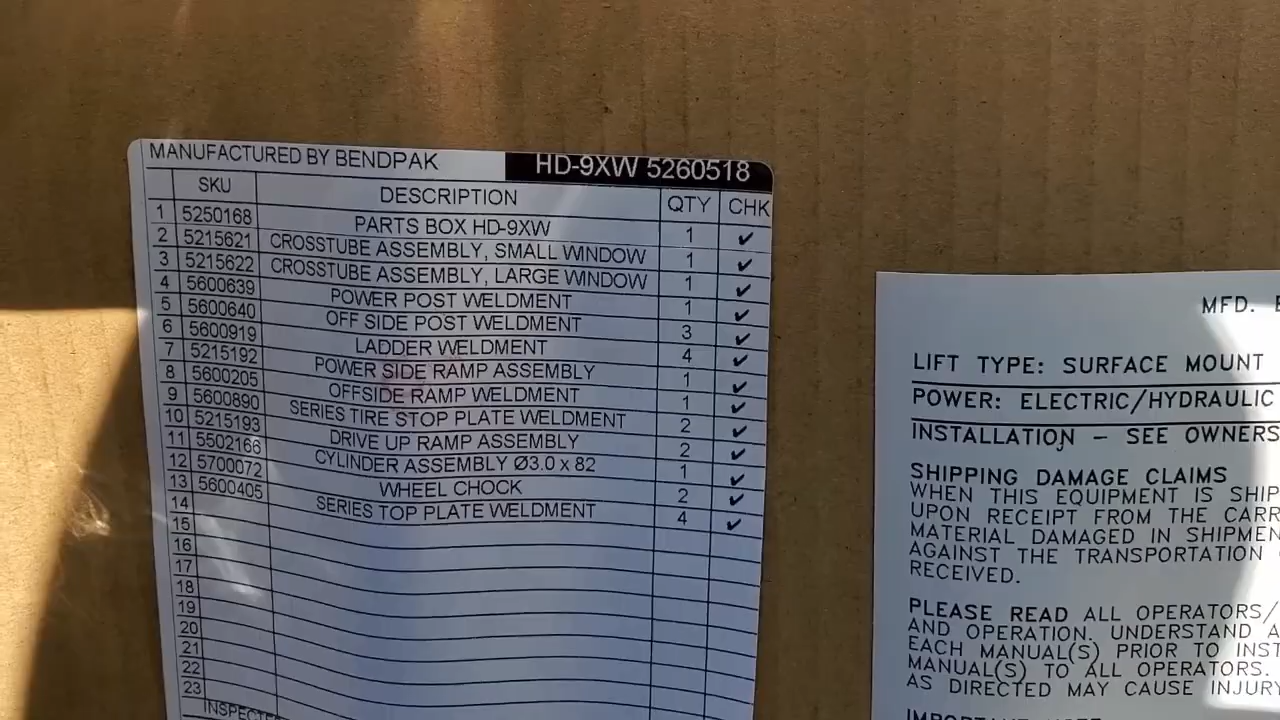 MANUFACTURED BY BENDPAK HD-9XW 5260518
SKU DESCRIPTION QTY CHK
1 5250168 PARTS BOX HD-9XW 1 ✔
2 5215621 CROSSTUBE ASSEMBLY, SMALL WINDOW 1 ✔
3 5215622 CROSSTUBE ASSEMBLY, LARGE WINDOW 1 ✔
4 5600639 POWER POST WELDMENT 1 ✔
5 5600640 OFF SIDE POST WELDMENT 3 ✔
6 5600919 LADDER WELDMENT 4 ✔
7 5215192 POWER SIDE RAMP ASSEMBLY 1 ✔
8 5600205 OFFSIDE RAMP WELDMENT 1 ✔
9 5600890 SERIES TIRE STOP PLATE WELDMENT 2 ✔
10 5215193 DRIVE UP RAMP ASSEMBLY 2 ✔
11 5502166 CYLINDER ASSEMBLY Ø3.0 x 82 1 ✔
12 5700072 WHEEL CHOCK 2 ✔
13 5600405 SERIES TOP PLATE WELDMENT 4 ✔
14
15
16
17
18
19
20
21
22
23
MFD.
LIFT TYPE: SURFACE MOUNT
POWER: ELECTRIC/HYDRAULIC
INSTALLATION - SEE OWNERS
SHIPPING DAMAGE CLAIMS
WHEN THIS EQUIPMENT IS SHIP
UPON RECEIPT FROM THE CARR
MATERIAL DAMAGED IN SHIPMEN
AGAINST THE TRANSPORTATION
RECEIVED.
PLEASE READ ALL OPERATORS/
AND OPERATION. UNDERSTAND A
EACH MANUAL(S) PRIOR TO INST
MANUAL(S) TO ALL OPERATORS.
AS DIRECTED MAY CAUSE INJURY